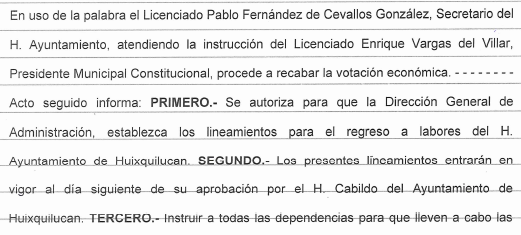 En uso de la palabra el Licenciado Pablo Fernández de Cevallos González, Secretario del
H. Ayuntamiento, atendiendo la instrucción del Licenciado Enrique Vargas del Villar,
Presidente Municipal Constitucional, procede a recabar la votación económica. - - - - - - - -
Acto seguido informa: PRIMERO.- Se autoriza para que la Dirección General de
Administración, establezca los lineamientos para el regreso a labores del H.
Ayuntamiento de Huixquilucan. SEGUNDO.- Los presentes lineamientos entrarán en
vigor al día siguiente de su aprobación por el H. Cabildo del Ayuntamiento de
Huixquilucan. TERCERO.- Instruir a todas las dependencias para que lleven a cabo las